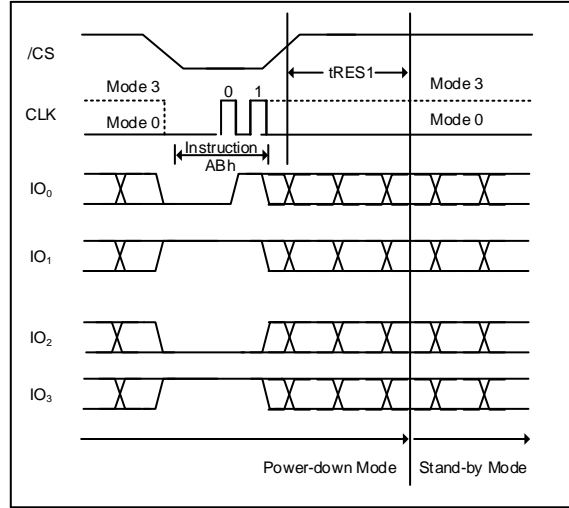 /CS
tRES1
Mode 3
Mode 3
0 1
CLK
Mode 0
Mode 0
Instruction
ABh
IO₀
IO₁
IO₂
IO₃
Power-down Mode
Stand-by Mode